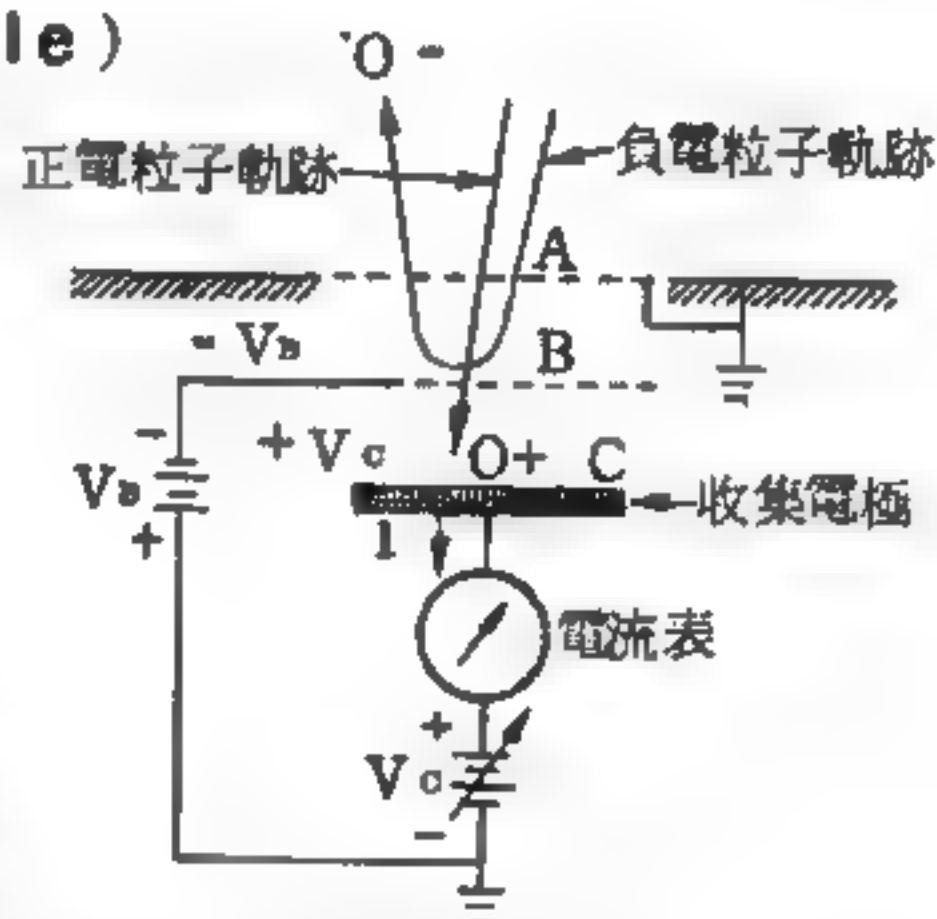 le )
O -
正電粒子軌跡
負電粒子軌跡
A
- VB
B
+ VC
O+ C
-
VB
+
收集電極
I
電流表
+
VC
-